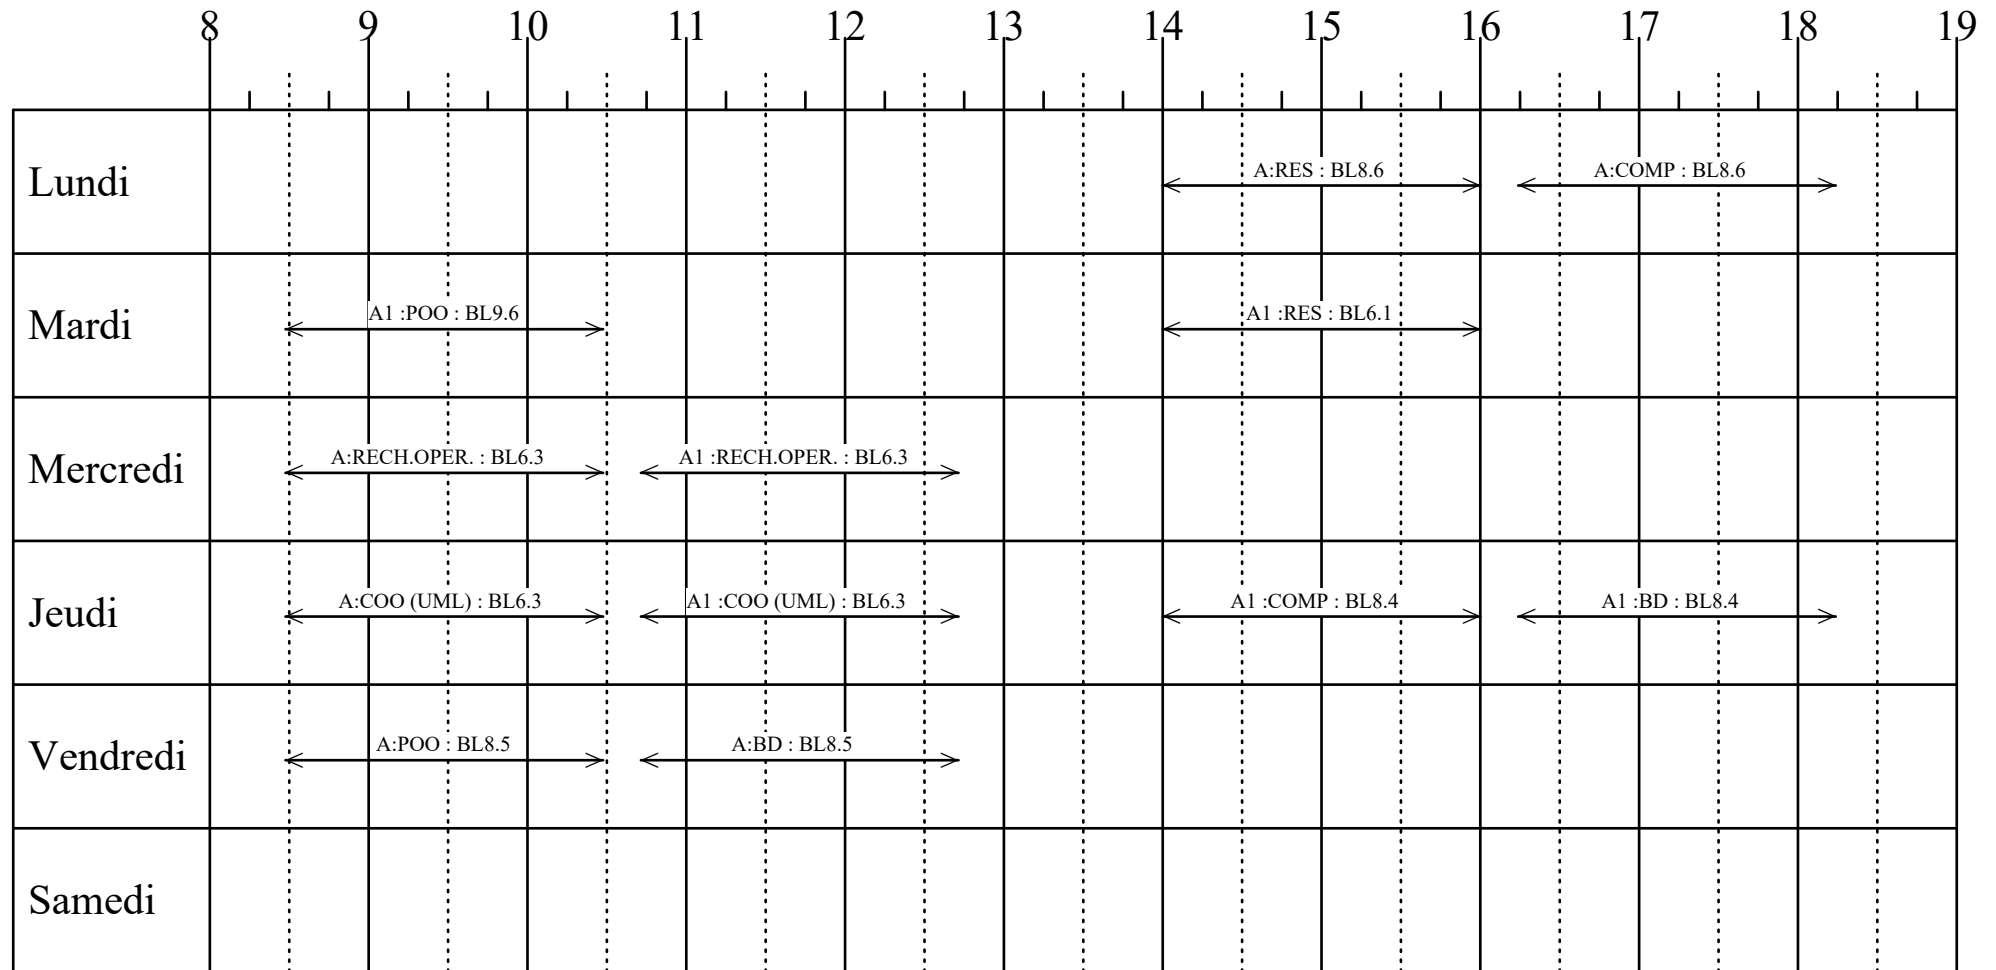 8 9 10 11 12 13 14 15 16 17 18 19
Lundi A:RES : BL8.6 A:COMP : BL8.6
Mardi A1 :POO : BL9.6 A1 :RES : BL6.1
Mercredi A:RECH.OPER. : BL6.3 A1 :RECH.OPER. : BL6.3
Jeudi A:COO (UML) : BL6.3 A1 :COO (UML) : BL6.3 A1 :COMP : BL8.4 A1 :BD : BL8.4
Vendredi A:POO : BL8.5 A:BD : BL8.5
Samedi